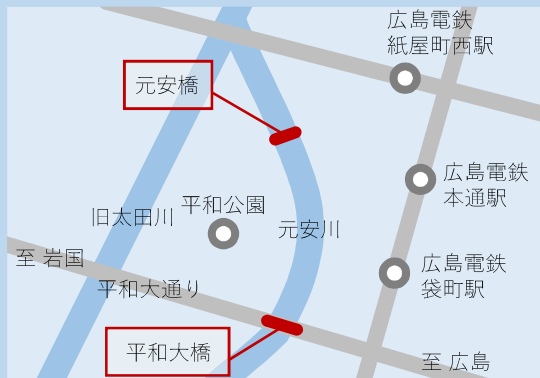 広島電鉄
紙屋町西駅
元安橋
広島電鉄
本通駅
平和公園
旧太田川
元安川
至 岩国
広島電鉄
袋町駅
平和大通り
平和大橋
至 広島